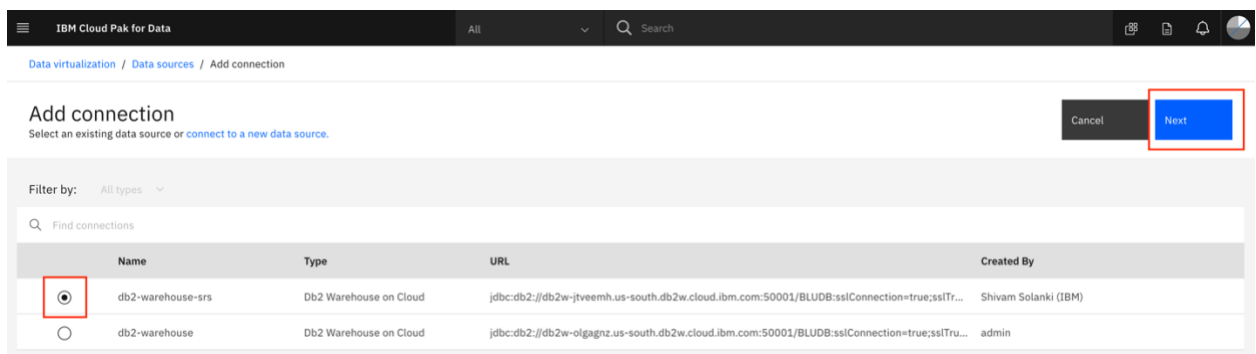 IBM Cloud Pak for Data All Search
Data virtualization / Data sources / Add connection
Add connection
Select an existing data source or connect to a new data source.
Cancel Next
Filter by: All types
Find connections
Name Type URL Created By
db2-warehouse-srs Db2 Warehouse on Cloud jdbc:db2://db2w-jtveemh.us-south.db2w.cloud.ibm.com:50001/BLUDB:sslConnection=true;sslTr... Shivam Solanki (IBM)
db2-warehouse Db2 Warehouse on Cloud jdbc:db2://db2w-olgagnz.us-south.db2w.cloud.ibm.com:50001/BLUDB:sslConnection=true;sslTru... admin